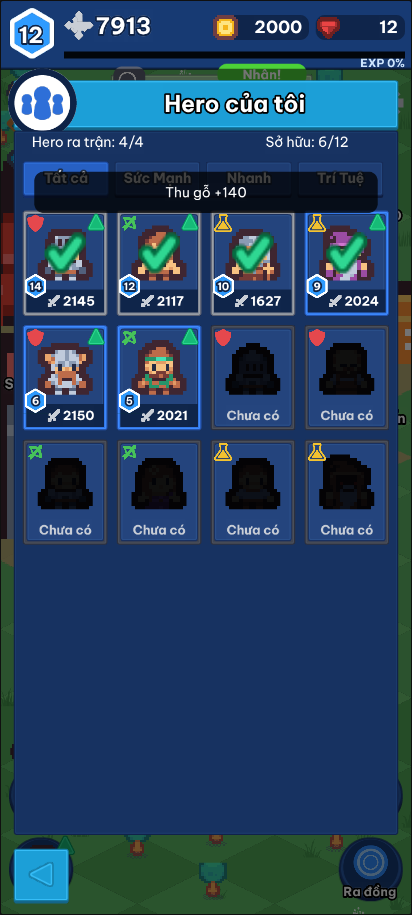 12
7913
2000
12
EXP 0%
Nhận!
Hero của tôi
Hero ra trận: 4/4
Sở hữu: 6/12
Tất cả
Sức Mạnh
Nhanh
Trí Tuệ
Thu gỗ +140
14
2145
12
2117
10
1627
9
2024
6
2150
5
2021
Chưa có
Chưa có
Chưa có
Chưa có
Chưa có
Chưa có
Ra đồng